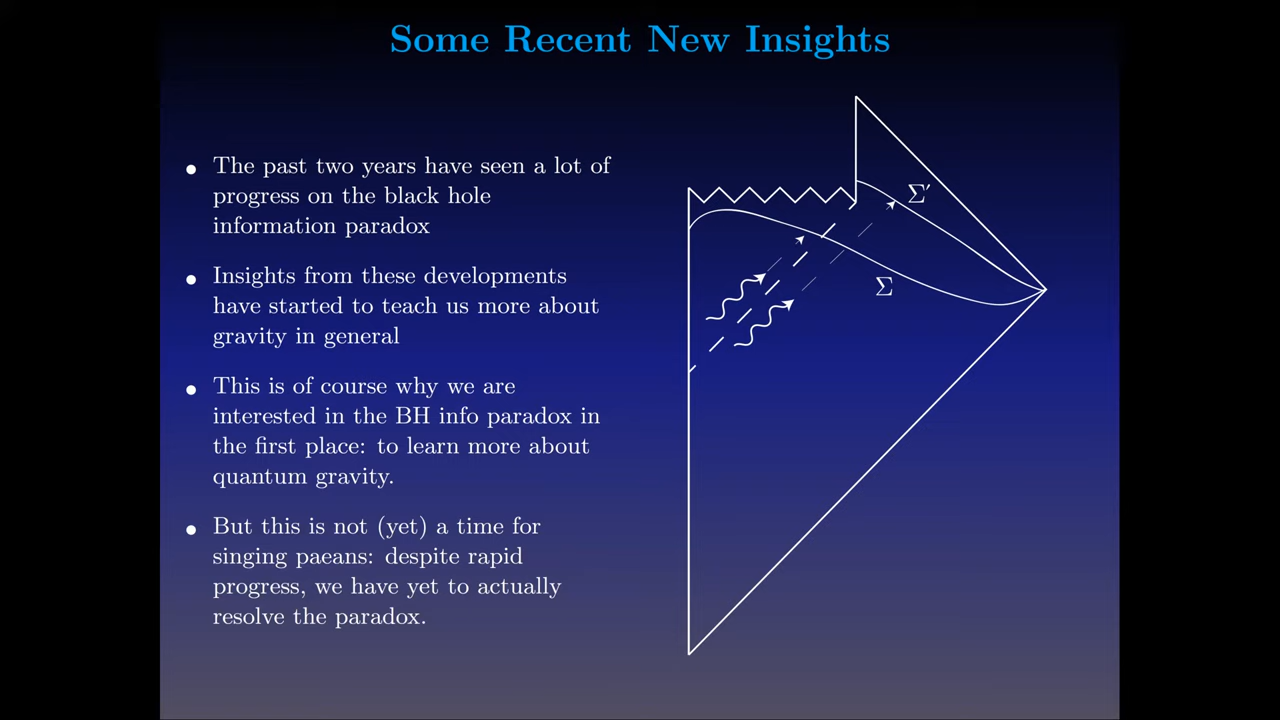 Some Recent New Insights
• The past two years have seen a lot of
progress on the black hole
information paradox
• Insights from these developments
have started to teach us more about
gravity in general
• This is of course why we are
interested in the BH info paradox in
the first place: to learn more about
quantum gravity.
• But this is not (yet) a time for
singing paeans: despite rapid
progress, we have yet to actually
resolve the paradox.
Σ′
Σ